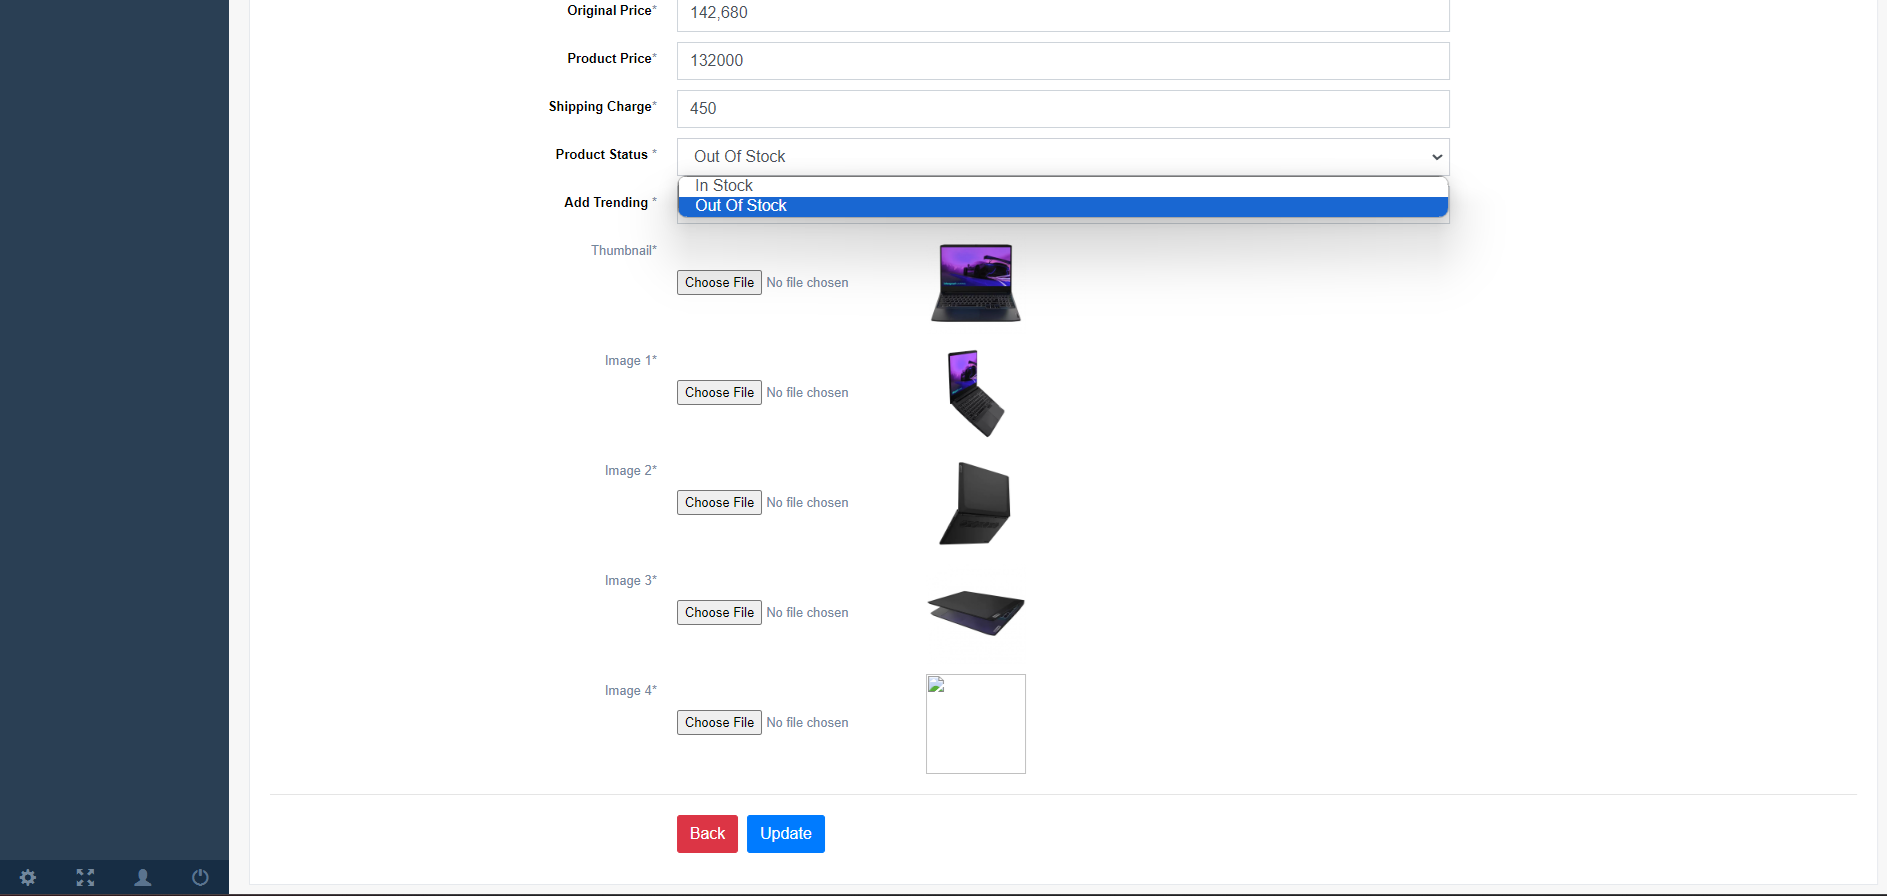 Original Price*
142,680
Product Price*
132000
Shipping Charge*
450
Product Status *
Out Of Stock
In Stock
Out Of Stock
Add Trending *
Thumbnail*
Choose File No file chosen
Image 1*
Choose File No file chosen
Image 2*
Choose File No file chosen
Image 3*
Choose File No file chosen
Image 4*
Choose File No file chosen
Back
Update